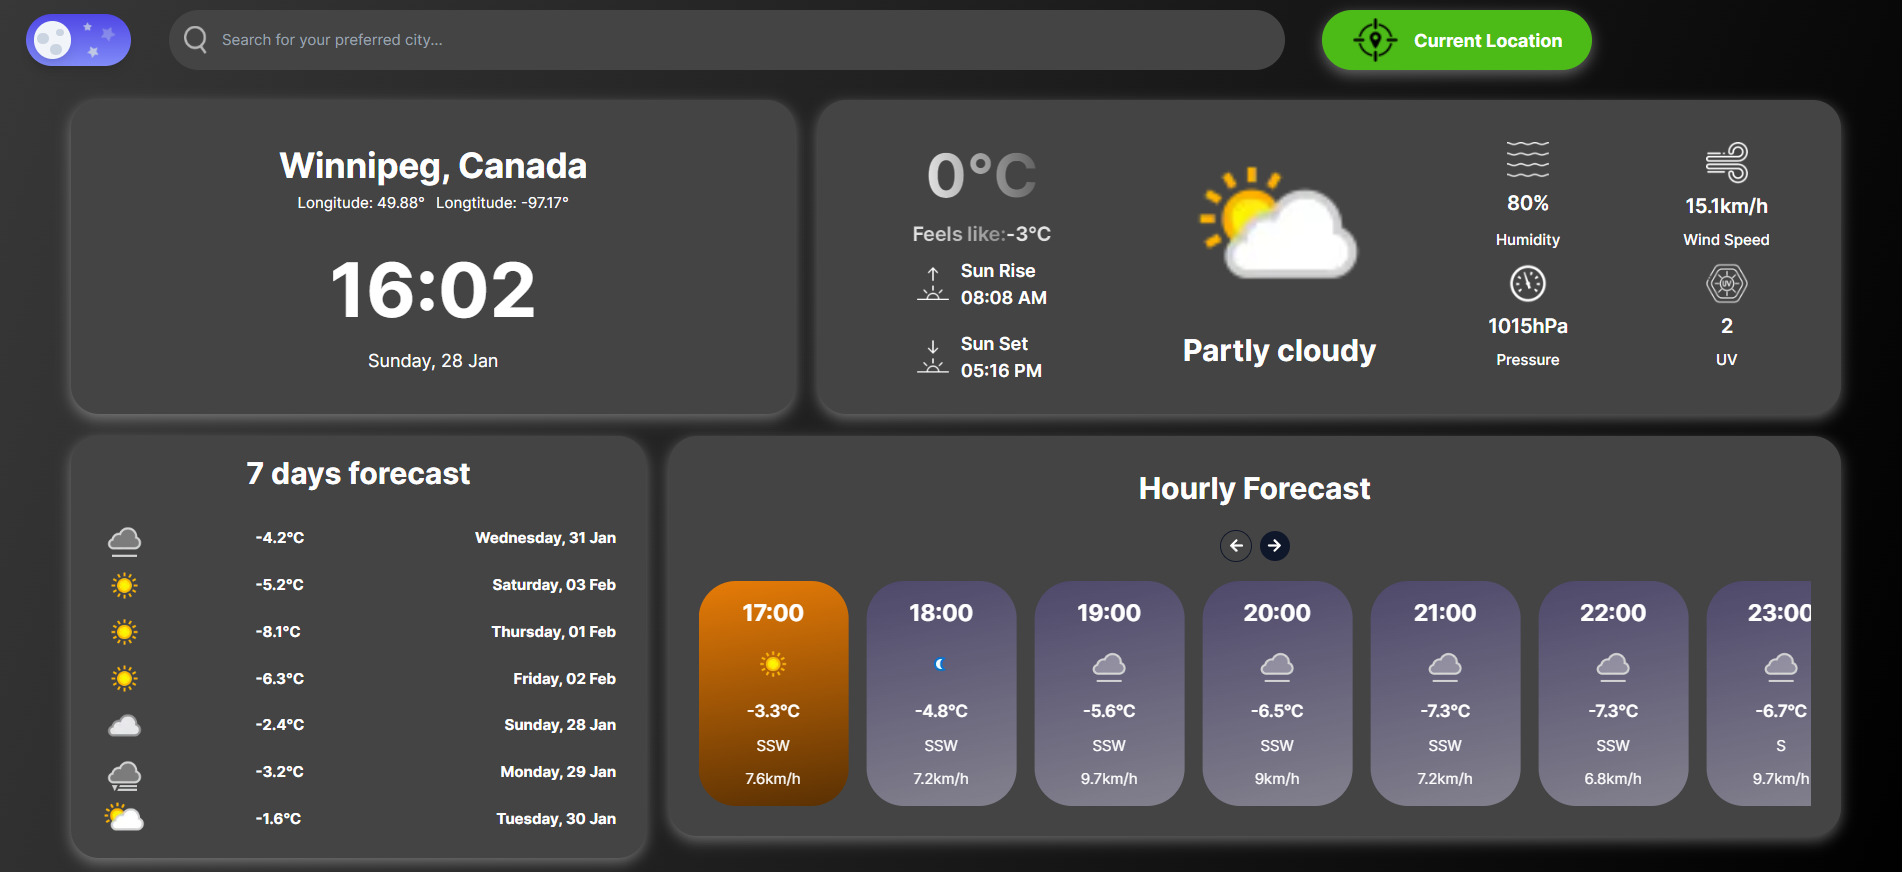 Search for your preferred city...
Current Location
Winnipeg, Canada
Longitude: 49.88° Longtitude: -97.17°
16:02
Sunday, 28 Jan
0°C
Feels like:-3°C
Sun Rise
08:08 AM
Sun Set
05:16 PM
Partly cloudy
80%
Humidity
15.1km/h
Wind Speed
1015hPa
Pressure
UV
2
UV
7 days forecast
-4.2°C Wednesday, 31 Jan
-5.2°C Saturday, 03 Feb
-8.1°C Thursday, 01 Feb
-6.3°C Friday, 02 Feb
-2.4°C Sunday, 28 Jan
-3.2°C Monday, 29 Jan
-1.6°C Tuesday, 30 Jan
Hourly Forecast
17:00
-3.3°C
SSW
7.6km/h
18:00
-4.8°C
SSW
7.2km/h
19:00
-5.6°C
SSW
9.7km/h
20:00
-6.5°C
SSW
9km/h
21:00
-7.3°C
SSW
7.2km/h
22:00
-7.3°C
SSW
6.8km/h
23:00
-6.7°C
S
9.7km/h